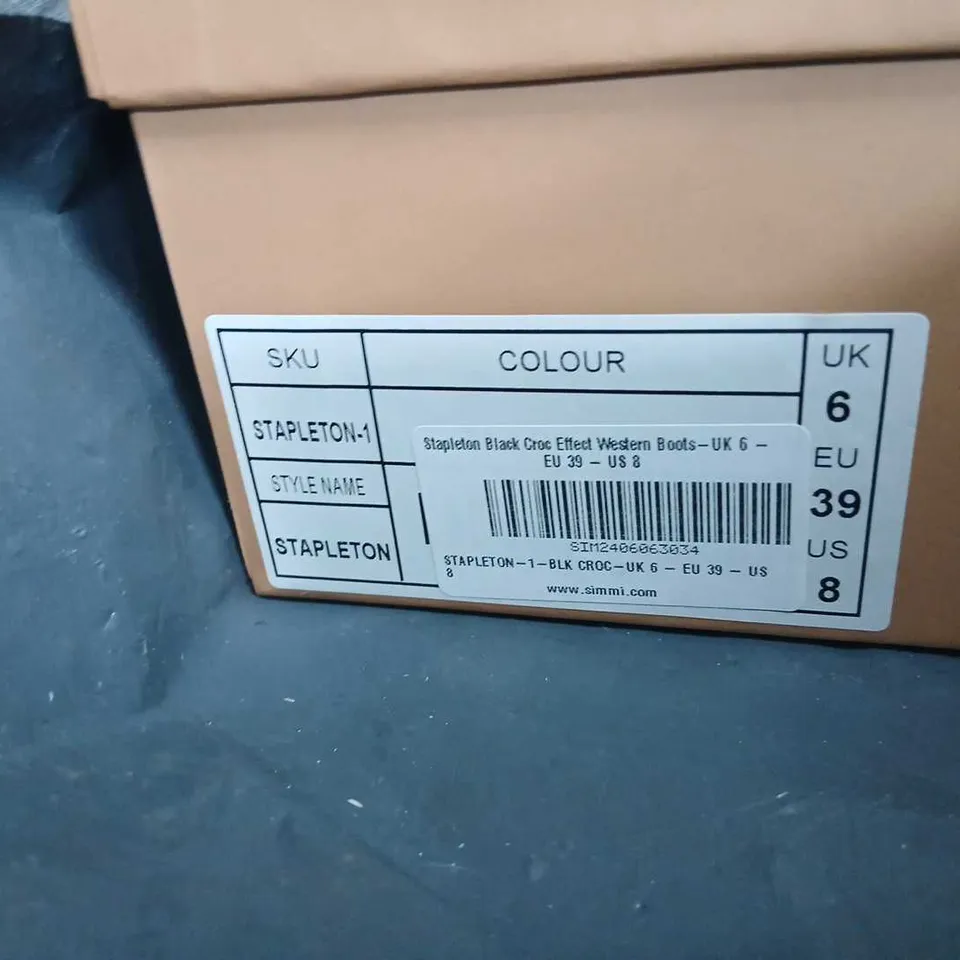 SKU
COLOUR
UK
6
STAPLETON-1
EU
39
STYLE NAME
US
8
STAPLETON
Stapleton Black Croc Effect Western Boots-UK 6 -
EU 39 - US 8
SIM2406063034
STAPLETON-1-BLK CROC-UK 6 - EU 39 - US
8
www.simmi.com